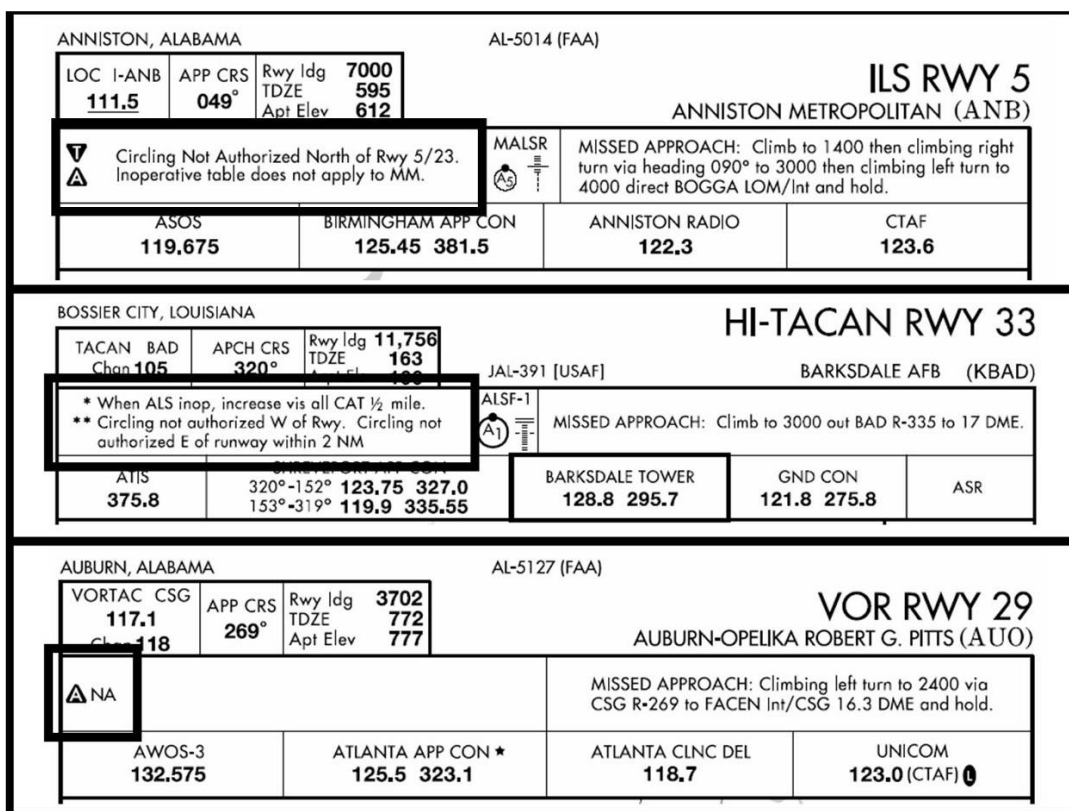 ANNISTON, ALABAMA
AL-5014 (FAA)
LOC I-ANB
111.5
APP CRS
049°
Rwy ldg 7000
TDZE 595
Apt Elev 612
ILS RWY 5
ANNISTON METROPOLITAN (ANB)
T
A
Circling Not Authorized North of Rwy 5/23.
Inoperative table does not apply to MM.
MALSR
A5
MISSED APPROACH: Climb to 1400 then climbing right
turn via heading 090° to 3000 then climbing left turn to
4000 direct BOGGA LOM/Int and hold.
ASOS
119.675
BIRMINGHAM APP CON
125.45 381.5
ANNISTON RADIO
122.3
CTAF
123.6
BOSSIER CITY, LOUISIANA
HI-TACAN RWY 33
TACAN BAD
Chan 105
APCH CRS
320°
Rwy ldg 11,756
TDZE 163
JAL-391 [USAF]
BARKSDALE AFB (KBAD)
* When ALS inop, increase vis all CAT ½ mile.
** Circling not authorized W of Rwy. Circling not
authorized E of runway within 2 NM
ALSF-1
A1
MISSED APPROACH: Climb to 3000 out BAD R-335 to 17 DME.
ATIS
375.8
SHREVEPORT APP CON
320°-152° 123.75 327.0
153°-319° 119.9 335.55
BARKSDALE TOWER
128.8 295.7
GND CON
121.8 275.8
ASR
AUBURN, ALABAMA
AL-5127 (FAA)
VORTAC CSG
117.1
Chan 118
APP CRS
269°
Rwy ldg 3702
TDZE 772
Apt Elev 777
VOR RWY 29
AUBURN-OPELIKA ROBERT G. PITTS (AUO)
A NA
MISSED APPROACH: Climbing left turn to 2400 via
CSG R-269 to FACEN Int/CSG 16.3 DME and hold.
AWOS-3
132.575
ATLANTA APP CON ★
125.5 323.1
ATLANTA CLNC DEL
118.7
UNICOM
123.0 (CTAF) L